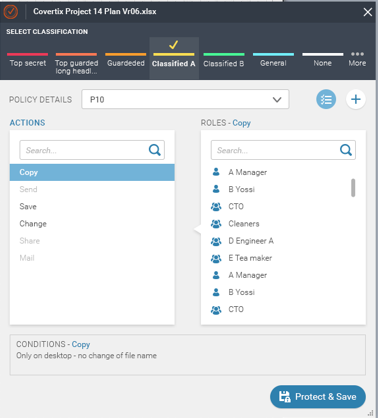 Covertix Project 14 Plan Vr06.xlsx
SELECT CLASSIFICATION
Top secret
Top guarded
long headl...
Guardeded
Classified A
Classified B
General
None
More
POLICY DETAILS
P10
ACTIONS
Search...
Copy
Send
Save
Change
Share
Mail
ROLES - Copy
Search...
A Manager
B Yossi
CTO
Cleaners
D Engineer A
E Tea maker
A Manager
B Yossi
CTO
CONDITIONS - Copy
Only on desktop - no change of file name
Protect & Save